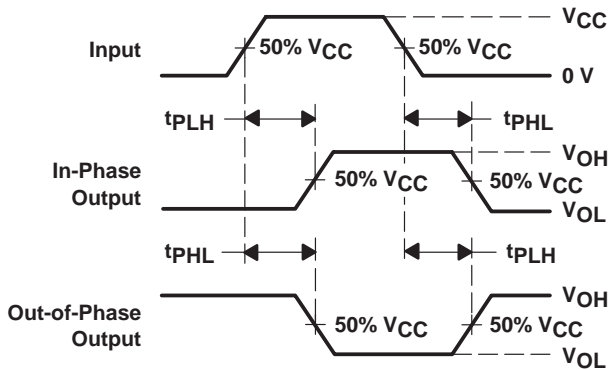 VCC
Input
50% VCC
50% VCC
0 V
tPLH
tPHL
In-Phase
Output
VOH
50% VCC
50% VCC
VOL
tPHL
tPLH
Out-of-Phase
Output
VOH
50% VCC
50% VCC
VOL